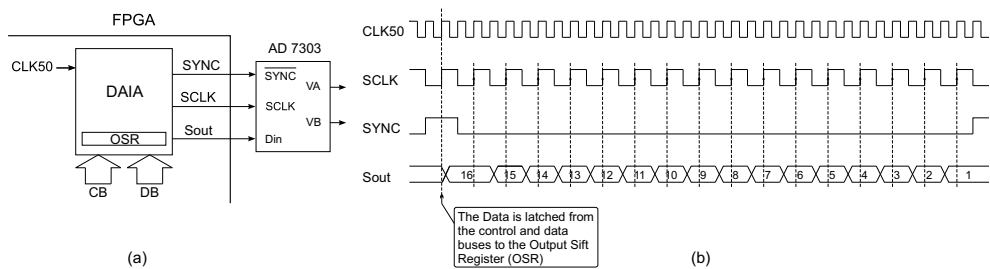 (a)
FPGA
CLK50
DAIA
OSR
CB
DB
SYNC
SCLK
Sout
AD 7303
SYNC
SCLK
Din
VA
VB
(b)
CLK50
SCLK
SYNC
Sout
16 15 14 13 12 11 10 9 8 7 6 5 4 3 2 1
The Data is latched from
the control and data
buses to the Output Sift
Register (OSR)
(a)
(b)